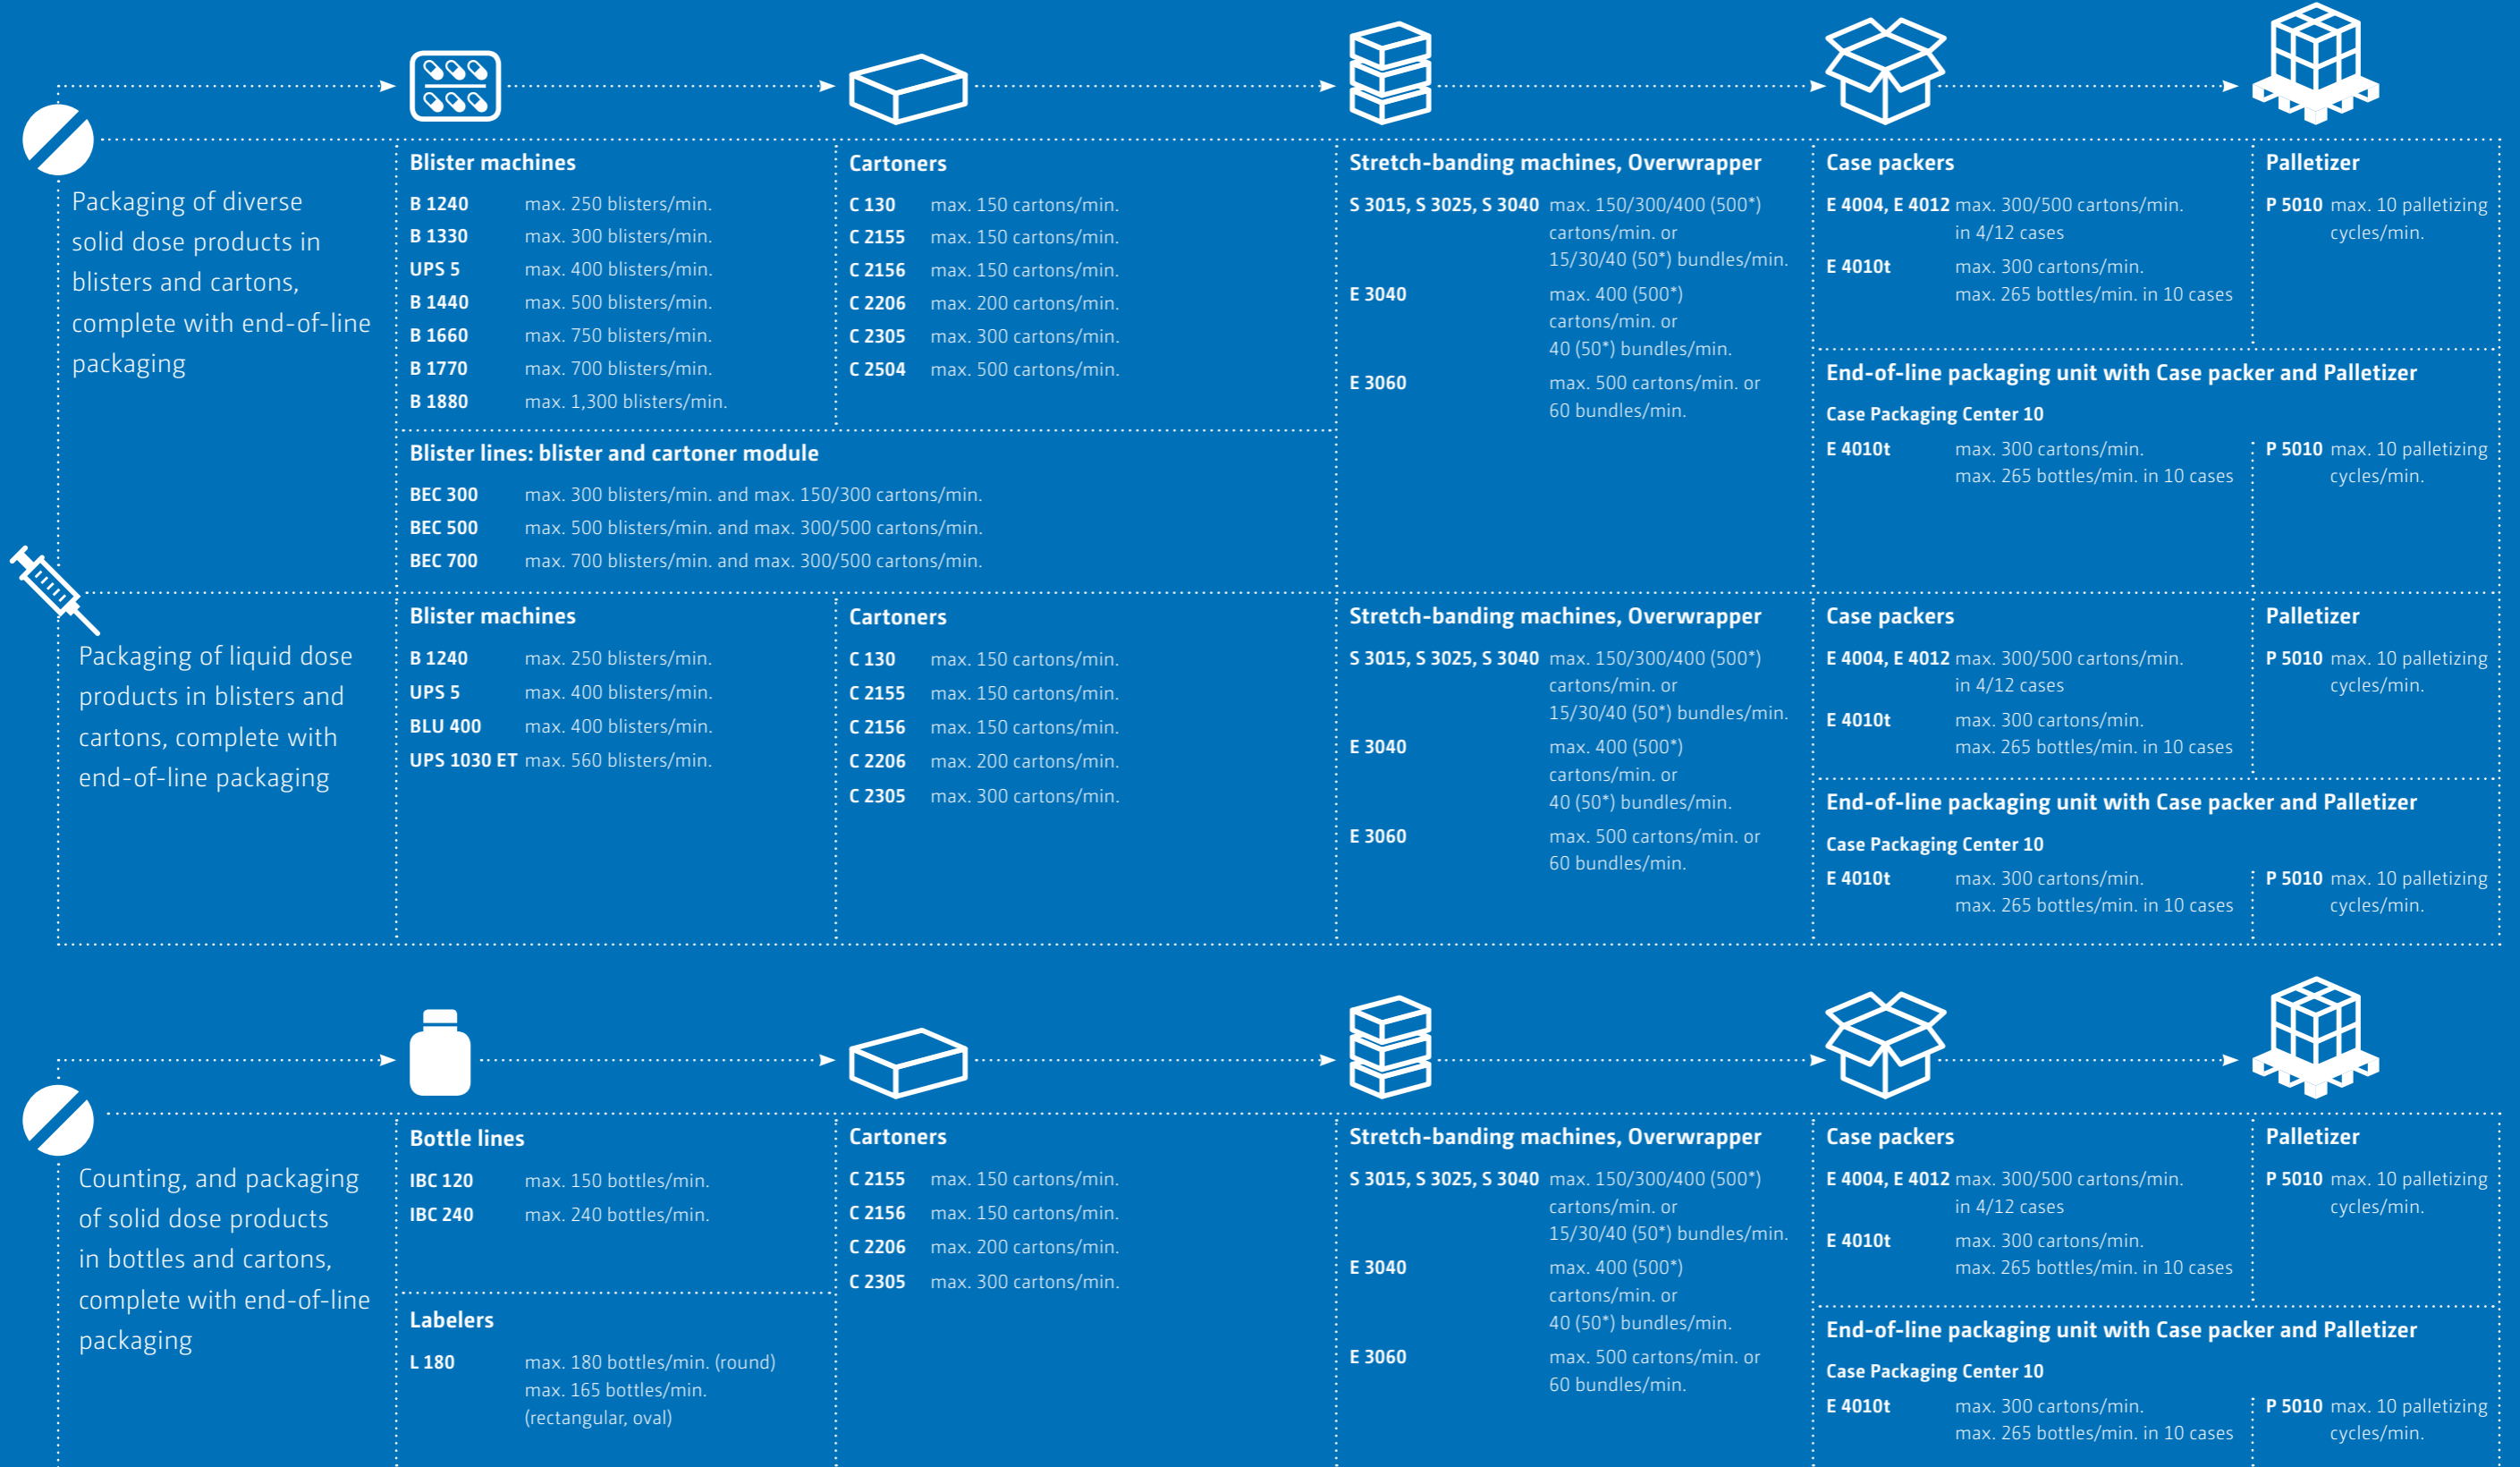 Packaging of diverse
solid dose products in
blisters and cartons,
complete with end-of-line
packaging
Blister machines
B 1240 max. 250 blisters/min.
B 1330 max. 300 blisters/min.
UPS 5 max. 400 blisters/min.
B 1440 max. 500 blisters/min.
B 1660 max. 750 blisters/min.
B 1770 max. 700 blisters/min.
B 1880 max. 1,300 blisters/min.
Cartoners
C 130 max. 150 cartons/min.
C 2155 max. 150 cartons/min.
C 2156 max. 150 cartons/min.
C 2206 max. 200 cartons/min.
C 2305 max. 300 cartons/min.
C 2504 max. 500 cartons/min.
Blister lines: blister and cartoner module
BEC 300 max. 300 blisters/min. and max. 150/300 cartons/min.
BEC 500 max. 500 blisters/min. and max. 300/500 cartons/min.
BEC 700 max. 700 blisters/min. and max. 300/500 cartons/min.
Stretch-banding machines, Overwrapper
S 3015, S 3025, S 3040 max. 150/300/400 (500*)
cartons/min. or
15/30/40 (50*) bundles/min.
E 3040 max. 400 (500*)
cartons/min. or
40 (50*) bundles/min.
E 3060 max. 500 cartons/min. or
60 bundles/min.
Case packers
E 4004, E 4012 max. 300/500 cartons/min.
in 4/12 cases
E 4010t max. 300 cartons/min.
max. 265 bottles/min. in 10 cases
Palletizer
P 5010 max. 10 palletizing
cycles/min.
End-of-line packaging unit with Case packer and Palletizer
Case Packaging Center 10
E 4010t max. 300 cartons/min.
max. 265 bottles/min. in 10 cases
P 5010 max. 10 palletizing
cycles/min.
Packaging of liquid dose
products in blisters and
cartons, complete with
end-of-line packaging
Blister machines
B 1240 max. 250 blisters/min.
UPS 5 max. 400 blisters/min.
BLU 400 max. 400 blisters/min.
UPS 1030 ET max. 560 blisters/min.
Cartoners
C 130 max. 150 cartons/min.
C 2155 max. 150 cartons/min.
C 2156 max. 150 cartons/min.
C 2206 max. 200 cartons/min.
C 2305 max. 300 cartons/min.
Stretch-banding machines, Overwrapper
S 3015, S 3025, S 3040 max. 150/300/400 (500*)
cartons/min. or
15/30/40 (50*) bundles/min.
E 3040 max. 400 (500*)
cartons/min. or
40 (50*) bundles/min.
E 3060 max. 500 cartons/min. or
60 bundles/min.
Case packers
E 4004, E 4012 max. 300/500 cartons/min.
in 4/12 cases
E 4010t max. 300 cartons/min.
max. 265 bottles/min. in 10 cases
Palletizer
P 5010 max. 10 palletizing
cycles/min.
End-of-line packaging unit with Case packer and Palletizer
Case Packaging Center 10
E 4010t max. 300 cartons/min.
max. 265 bottles/min. in 10 cases
P 5010 max. 10 palletizing
cycles/min.
Counting, and packaging
of solid dose products
in bottles and cartons,
complete with end-of-line
packaging
Bottle lines
IBC 120 max. 150 bottles/min.
IBC 240 max. 240 bottles/min.
Labelers
L 180 max. 180 bottles/min. (round)
max. 165 bottles/min.
(rectangular, oval)
Cartoners
C 2155 max. 150 cartons/min.
C 2156 max. 150 cartons/min.
C 2206 max. 200 cartons/min.
C 2305 max. 300 cartons/min.
Stretch-banding machines, Overwrapper
S 3015, S 3025, S 3040 max. 150/300/400 (500*)
cartons/min. or
15/30/40 (50*) bundles/min.
E 3040 max. 400 (500*)
cartons/min. or
40 (50*) bundles/min.
E 3060 max. 500 cartons/min. or
60 bundles/min.
Case packers
E 4004, E 4012 max. 300/500 cartons/min.
in 4/12 cases
E 4010t max. 300 cartons/min.
max. 265 bottles/min. in 10 cases
Palletizer
P 5010 max. 10 palletizing
cycles/min.
End-of-line packaging unit with Case packer and Palletizer
Case Packaging Center 10
E 4010t max. 300 cartons/min.
max. 265 bottles/min. in 10 cases
P 5010 max. 10 palletizing
cycles/min.